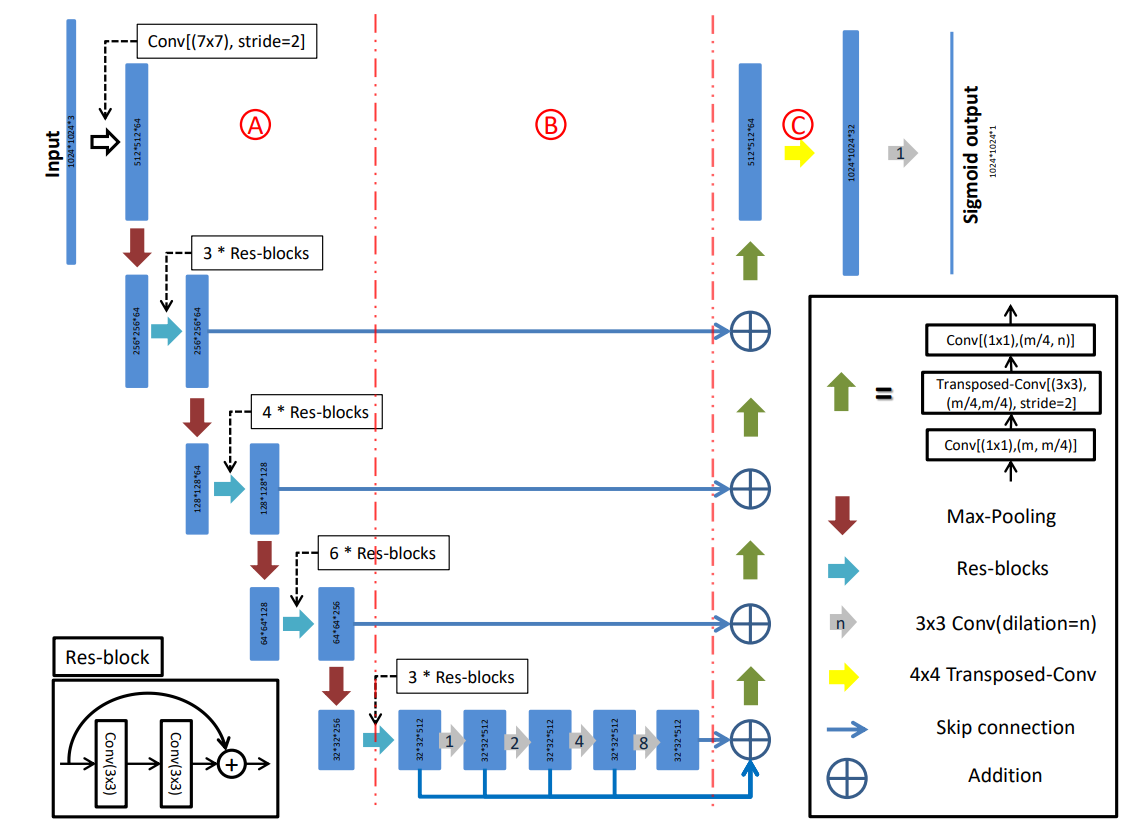 Conv[(7x7), stride=2]
Input
1024*1024*3
512*512*64
A
B
C
512*512*64
1024*1024*32
1
Sigmoid output
1024*1024*1
3 * Res-blocks
256*256*64
256*256*64
4 * Res-blocks
128*128*64
128*128*128
6 * Res-blocks
64*64*128
64*64*256
3 * Res-blocks
32*32*256
32*32*512
1
32*32*512
2
32*32*512
4
32*32*512
8
32*32*512
Res-block
Conv(3x3)
Conv(3x3)
+
=
Conv[(1x1),(m/4, n)]
Transposed-Conv[(3x3),
(m/4,m/4), stride=2]
Conv[(1x1),(m, m/4)]
Max-Pooling
Res-blocks
n
3x3 Conv(dilation=n)
4x4 Transposed-Conv
Skip connection
Addition